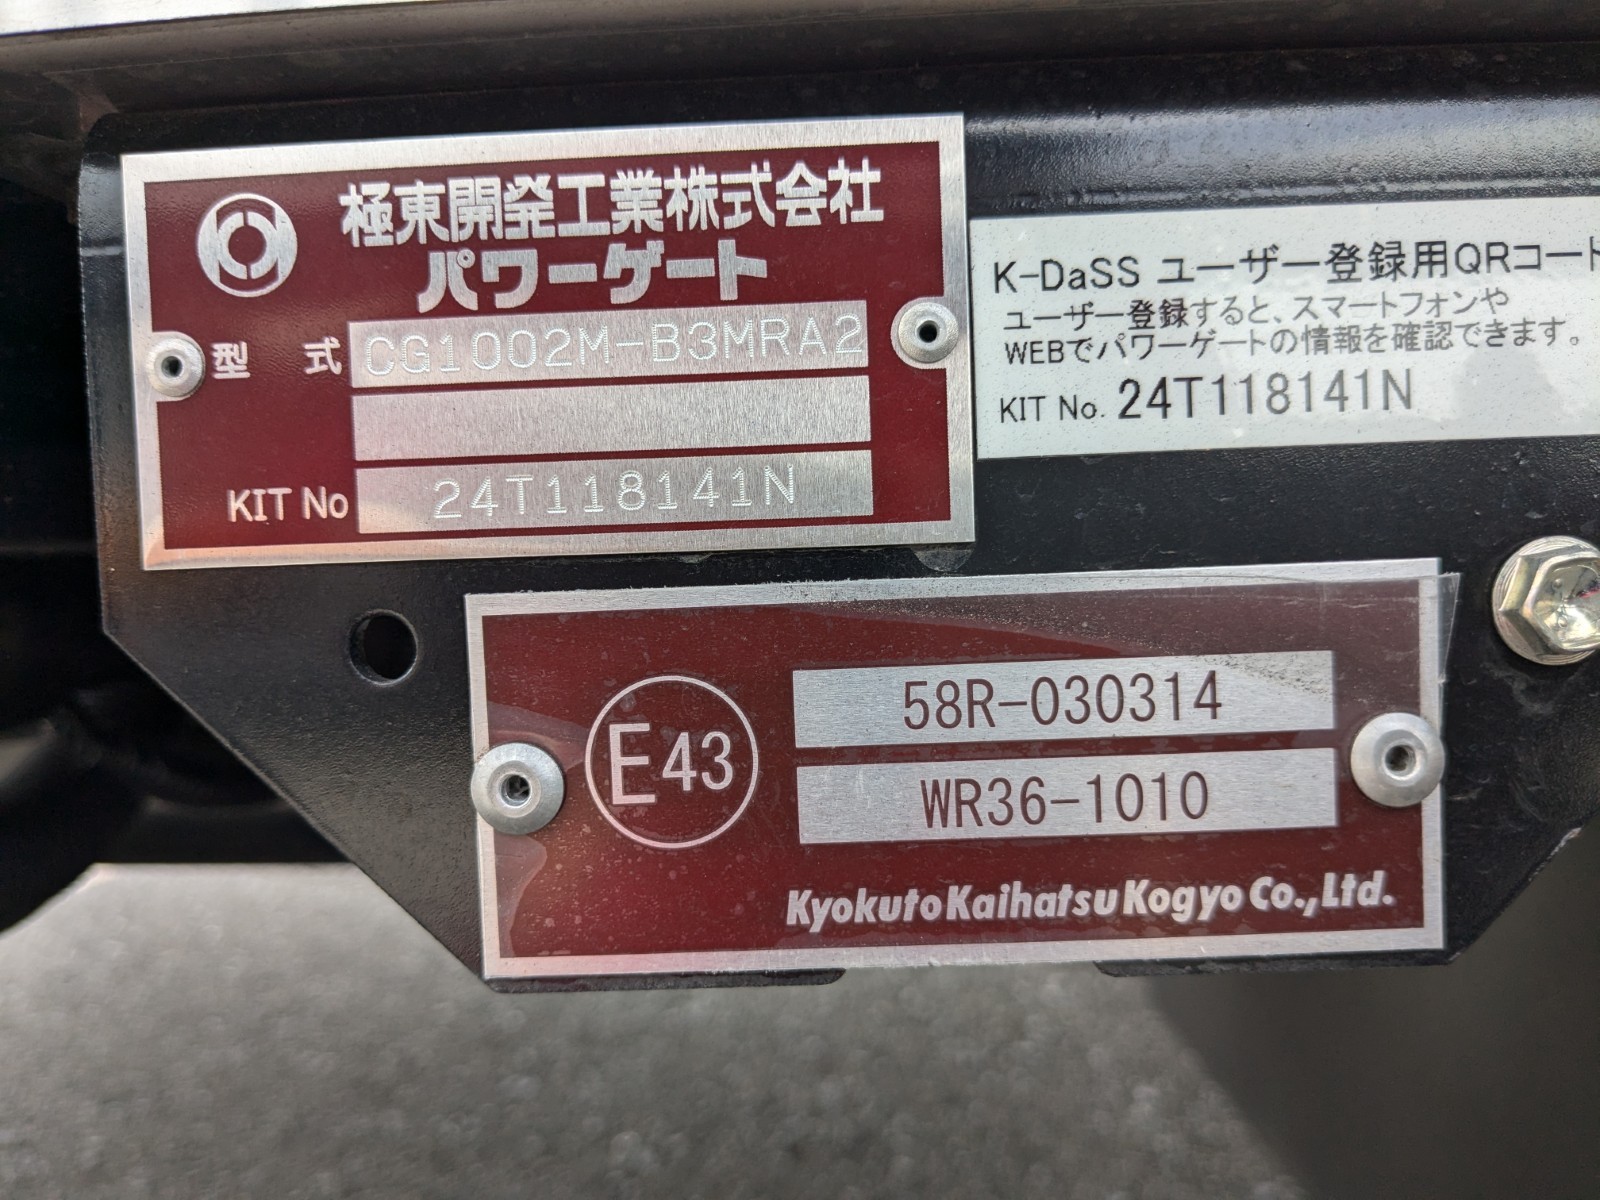 極東開発工業株式会社
パワーゲート
型 式 CG1002M-B3MRA2
KIT No 24T118141N
K-DaSS ユーザー登録用QRコード
ユーザー登録すると、スマートフォンや
WEBでパワーゲートの情報を確認できます。
KIT No. 24T118141N
E43
58R-030314
WR36-1010
Kyokuto Kaihatsu Kogyo Co., Ltd.